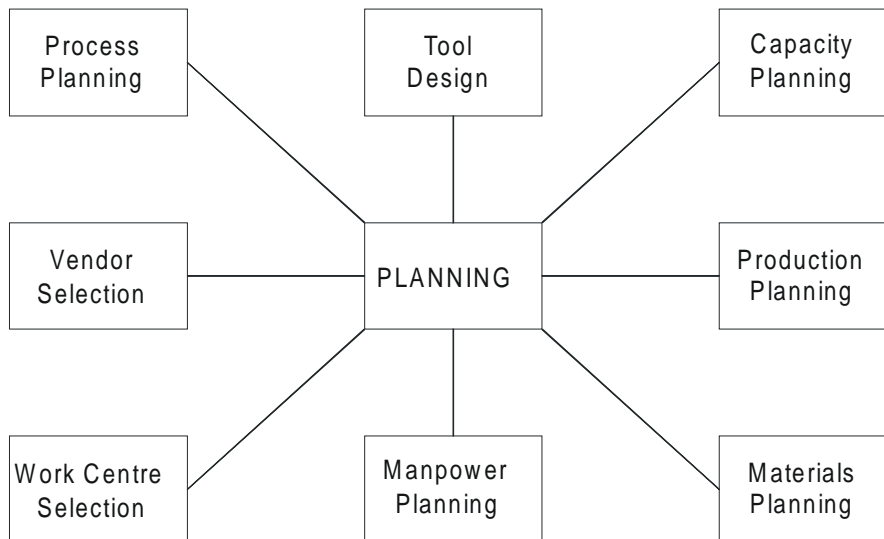 Process
Planning
Tool
Design
Capacity
Planning
Vendor
Selection
PLANNING
Production
Planning
Work Centre
Selection
Manpower
Planning
Materials
Planning